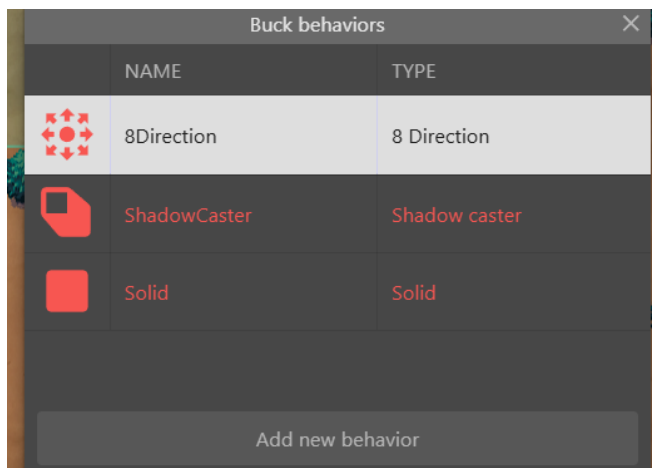 Buck behaviors
NAME TYPE
8Direction 8 Direction
ShadowCaster Shadow caster
Solid Solid
Add new behavior